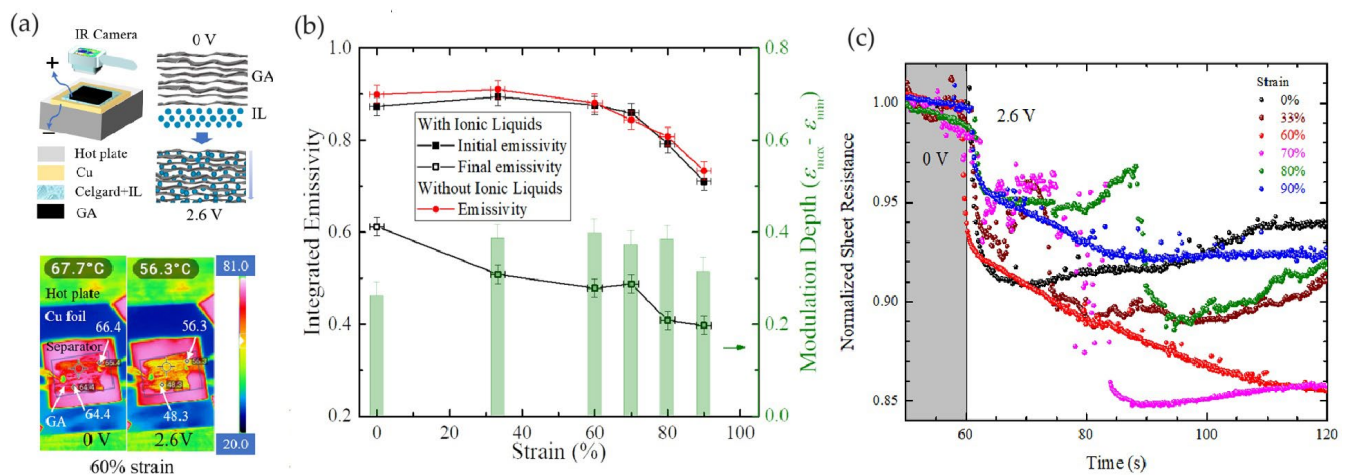 (a)
IR Camera
+
−
0 V
GA
IL
2.6 V
Hot plate
Cu
Celgard+IL
GA
67.7°C
56.3°C
81.0
Hot plate
Cu foil
66.4
56.3
Separator
64.4
GA
64.4
48.3
48.3
0 V
2.6V
20.0
60% strain
(b)
Integrated Emissivity
1.0
0.8
0.6
0.4
0.2
With Ionic Liquids
Initial emissivity
Final emissivity
Without Ionic Liquids
Emissivity
0
20
40
60
80
100
Strain (%)
0.8
0.6
0.4
0.2
0.0
Modulation Depth (εmax - εmin)
(c)
Normalized Sheet Resistance
1.00
0.95
0.90
0.85
0 V
2.6 V
Strain
0%
33%
60%
70%
80%
90%
60
80
100
120
Time (s)